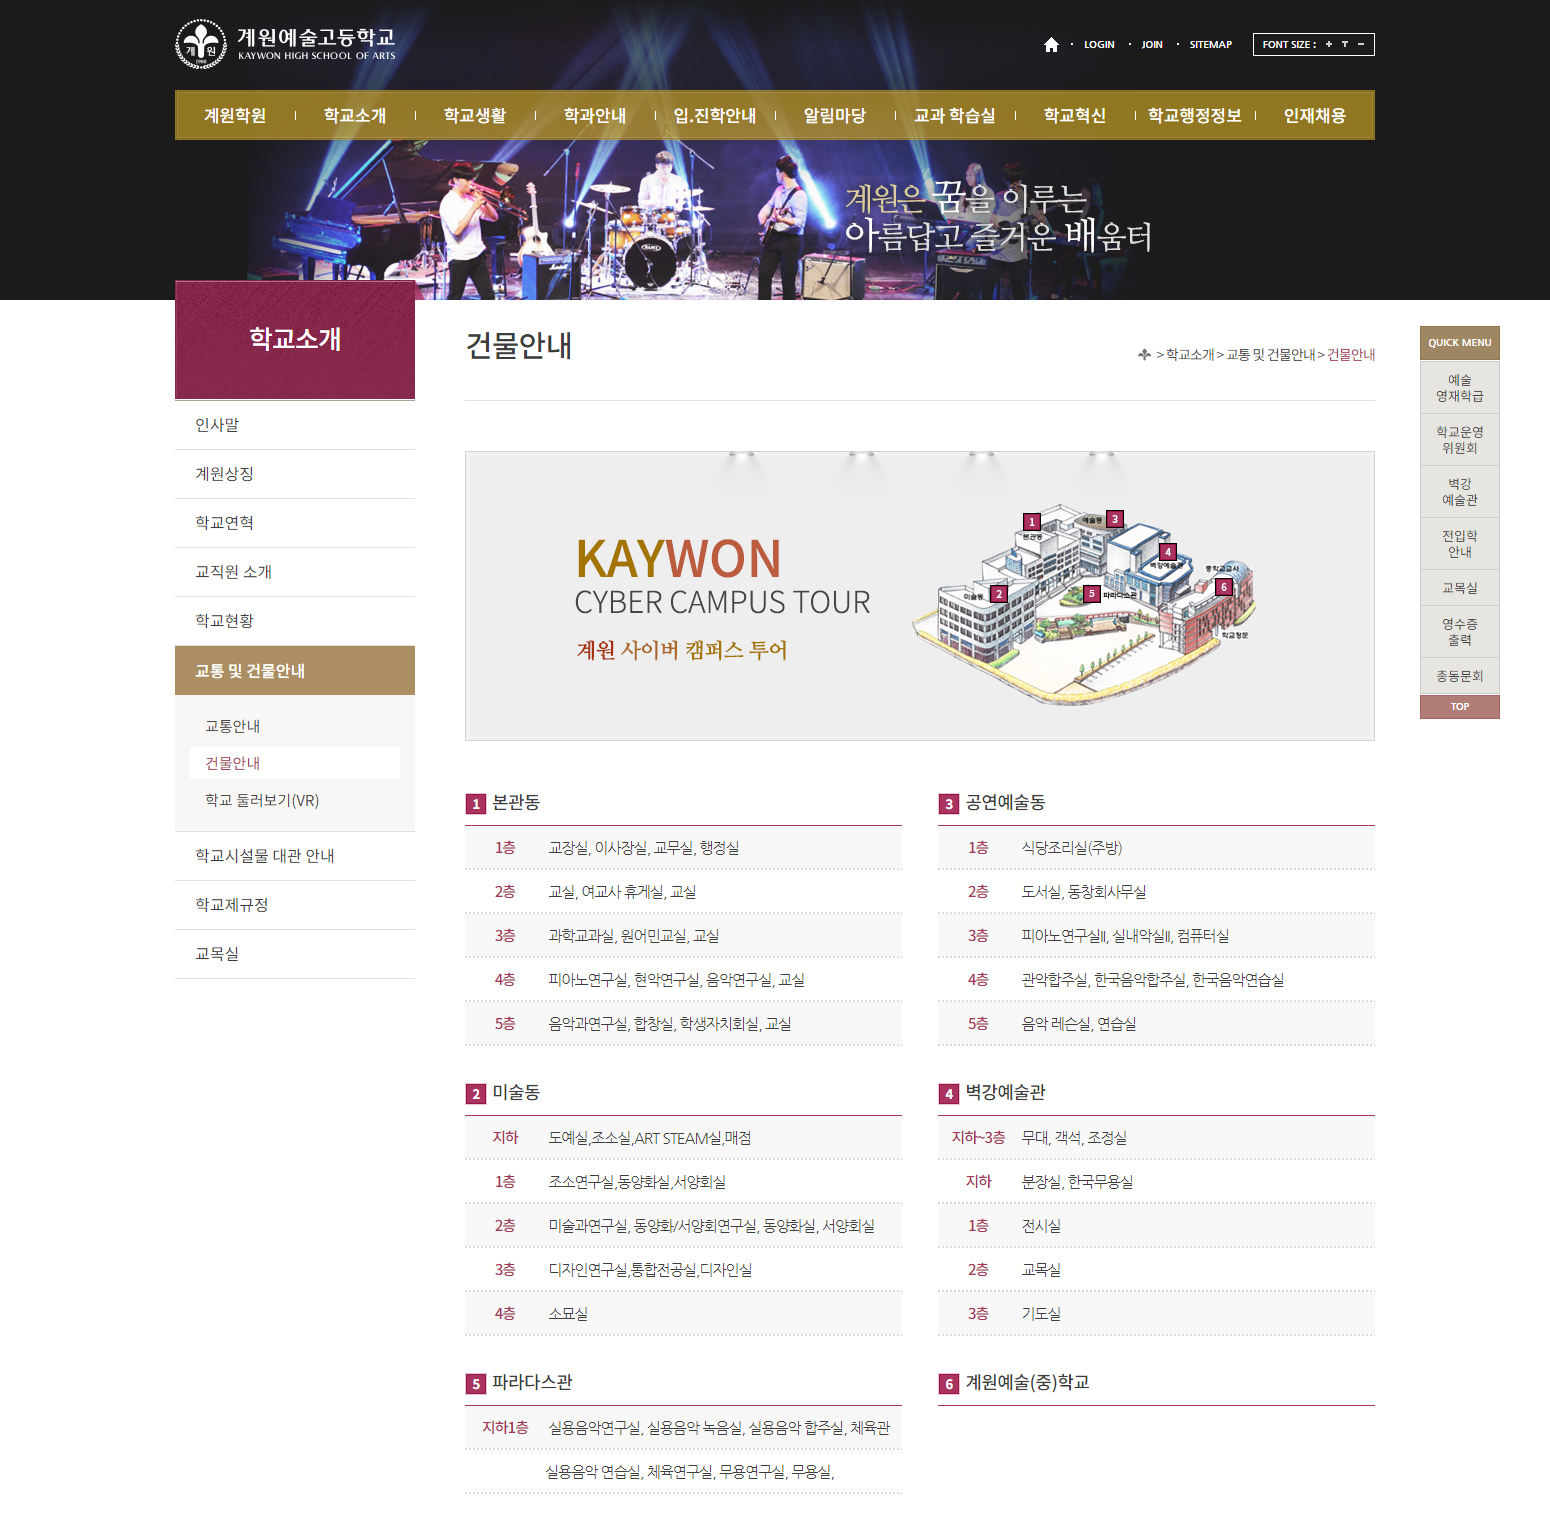 계원예술고등학교
KAYWON HIGH SCHOOL OF ARTS
계 원
1980
LOGIN JOIN SITEMAP FONT SIZE : + T −
계원학원 학교소개 학교생활 학과안내 입.진학안내 알림마당 교과 학습실 학교혁신 학교행정정보 인재채용
계원은 꿈을 이루는
아름답고 즐거운 배움터
학교소개
인사말
계원상징
학교연혁
교직원 소개
학교현황
교통 및 건물안내
교통안내
건물안내
학교 둘러보기(VR)
학교시설물 대관 안내
학교제규정
교목실
건물안내
> 학교소개 > 교통 및 건물안내 > 건물안내
KAYWON
CYBER CAMPUS TOUR
계원 사이버 캠퍼스 투어
1 본관동
예술동 3
4 벽강예술관
중학교교사 6
미술동 2
5 파라다스관
학교정문
1 본관동
1층 교장실, 이사장실, 교무실, 행정실
2층 교실, 여교사 휴게실, 교실
3층 과학교과실, 원어민교실, 교실
4층 피아노연구실, 현악연구실, 음악연구실, 교실
5층 음악과연구실, 합창실, 학생자치회실, 교실
3 공연예술동
1층 식당조리실(주방)
2층 도서실, 동창회사무실
3층 피아노연구실II, 실내악실II, 컴퓨터실
4층 관악합주실, 한국음악합주실, 한국음악연습실
5층 음악 레슨실, 연습실
2 미술동
지하 도예실,조소실,ART STEAM실,매점
1층 조소연구실,동양화실,서양회실
2층 미술과연구실, 동양화/서양회연구실, 동양화실, 서양회실
3층 디자인연구실,통합전공실,디자인실
4층 소묘실
4 벽강예술관
지하~3층 무대, 객석, 조정실
지하 분장실, 한국무용실
1층 전시실
2층 교목실
3층 기도실
5 파라다스관
지하1층 실용음악연구실, 실용음악 녹음실, 실용음악 합주실, 체육관
실용음악 연습실, 체육연구실, 무용연구실, 무용실,
6 계원예술(중)학교
QUICK MENU
예술
영재학급
학교운영
위원회
벽강
예술관
전입학
안내
교목실
영수증
출력
총동문회
TOP